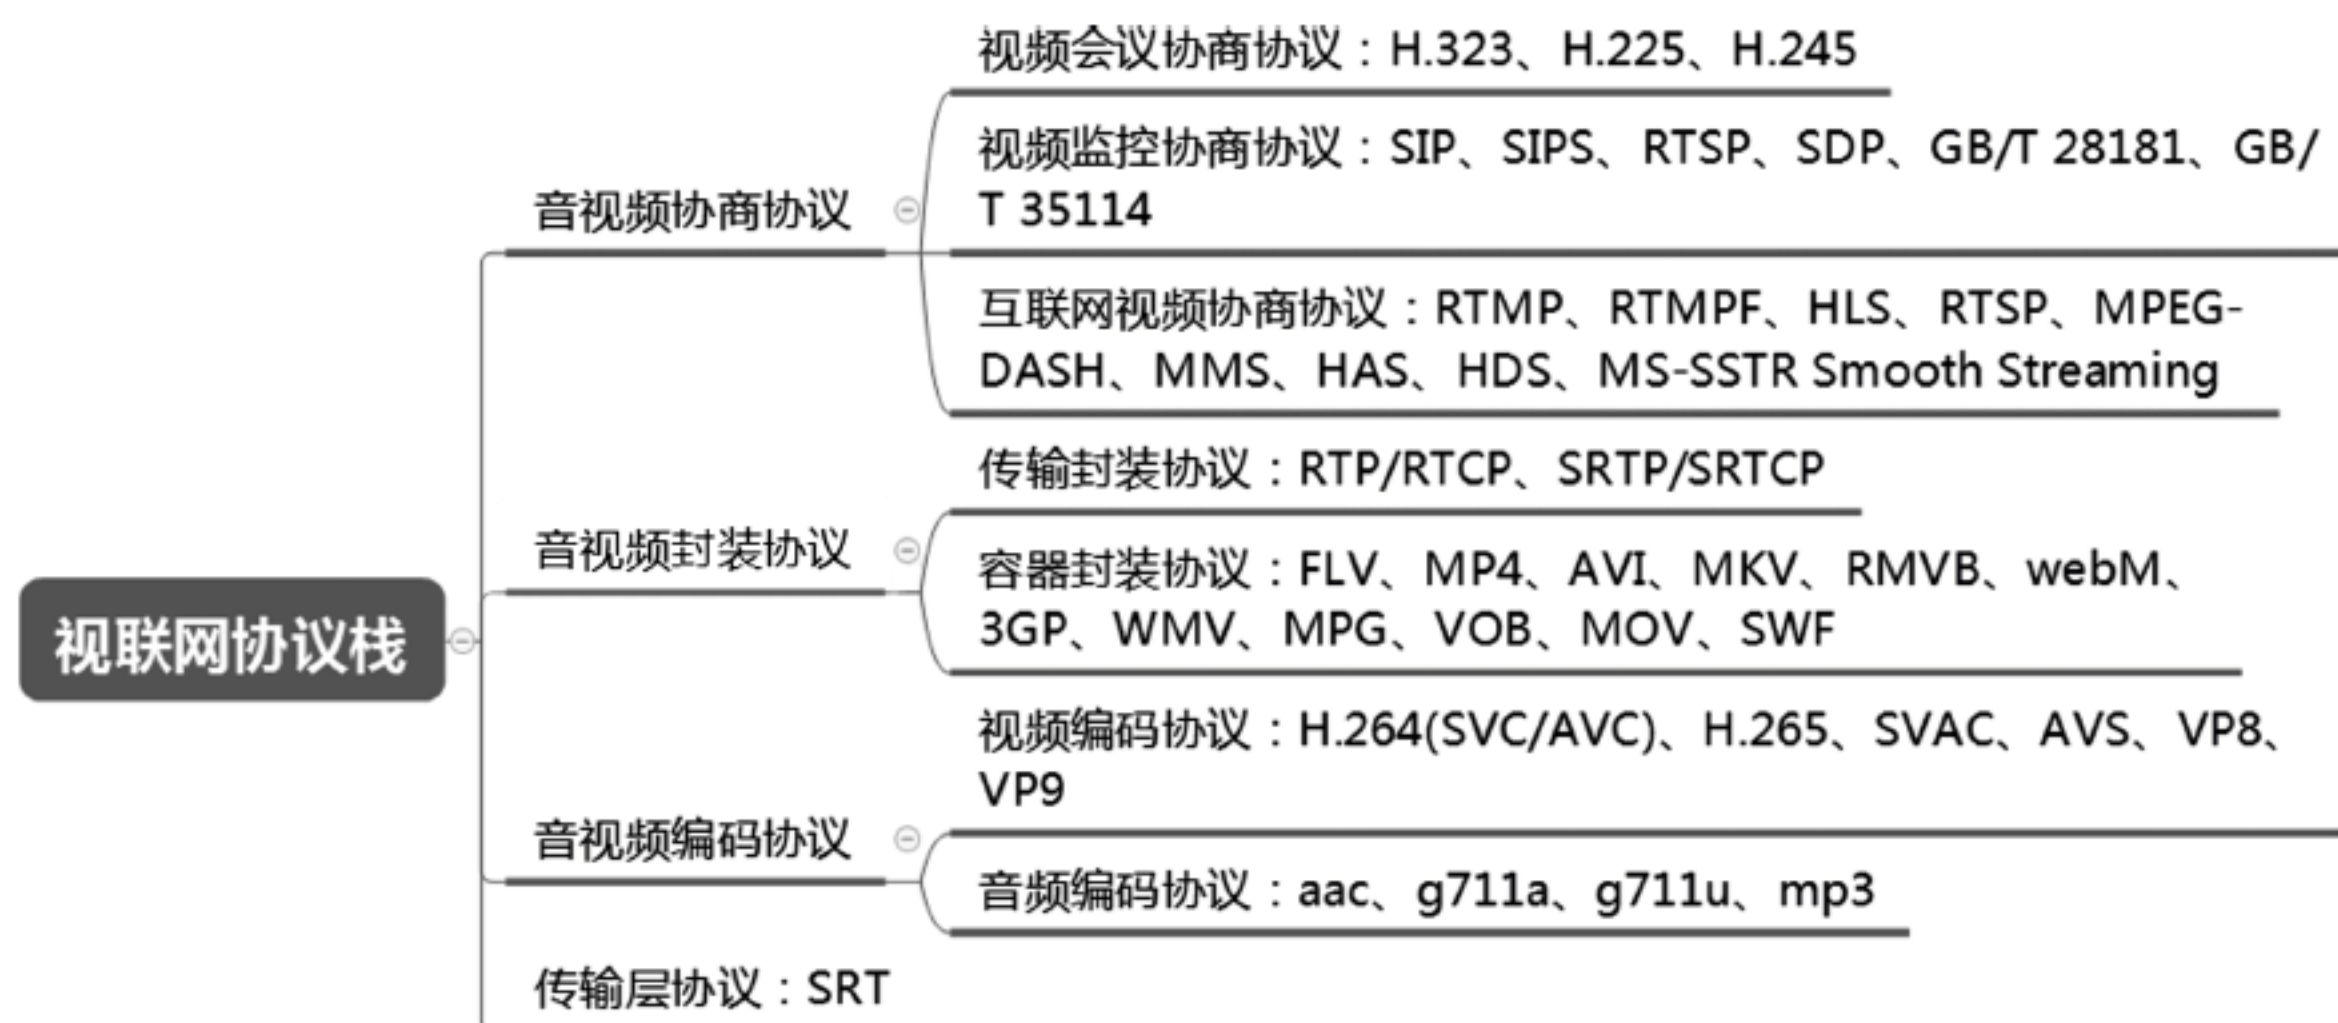 视频会议协商协议：H.323、H.225、H.245
视频监控协商协议：SIP、SIPS、RTSP、SDP、GB/T 28181、GB/
T 35114
音视频协商协议
互联网视频协商协议：RTMP、RTMPF、HLS、RTSP、MPEG-
DASH、MMS、HAS、HDS、MS-SSTR Smooth Streaming
传输封装协议：RTP/RTCP、SRTP/SRTCP
音视频封装协议
容器封装协议：FLV、MP4、AVI、MKV、RMVB、webM、
3GP、WMV、MPG、VOB、MOV、SWF
视联网协议栈
视频编码协议：H.264(SVC/AVC)、H.265、SVAC、AVS、VP8、
VP9
音视频编码协议
音频编码协议：aac、g711a、g711u、mp3
传输层协议：SRT